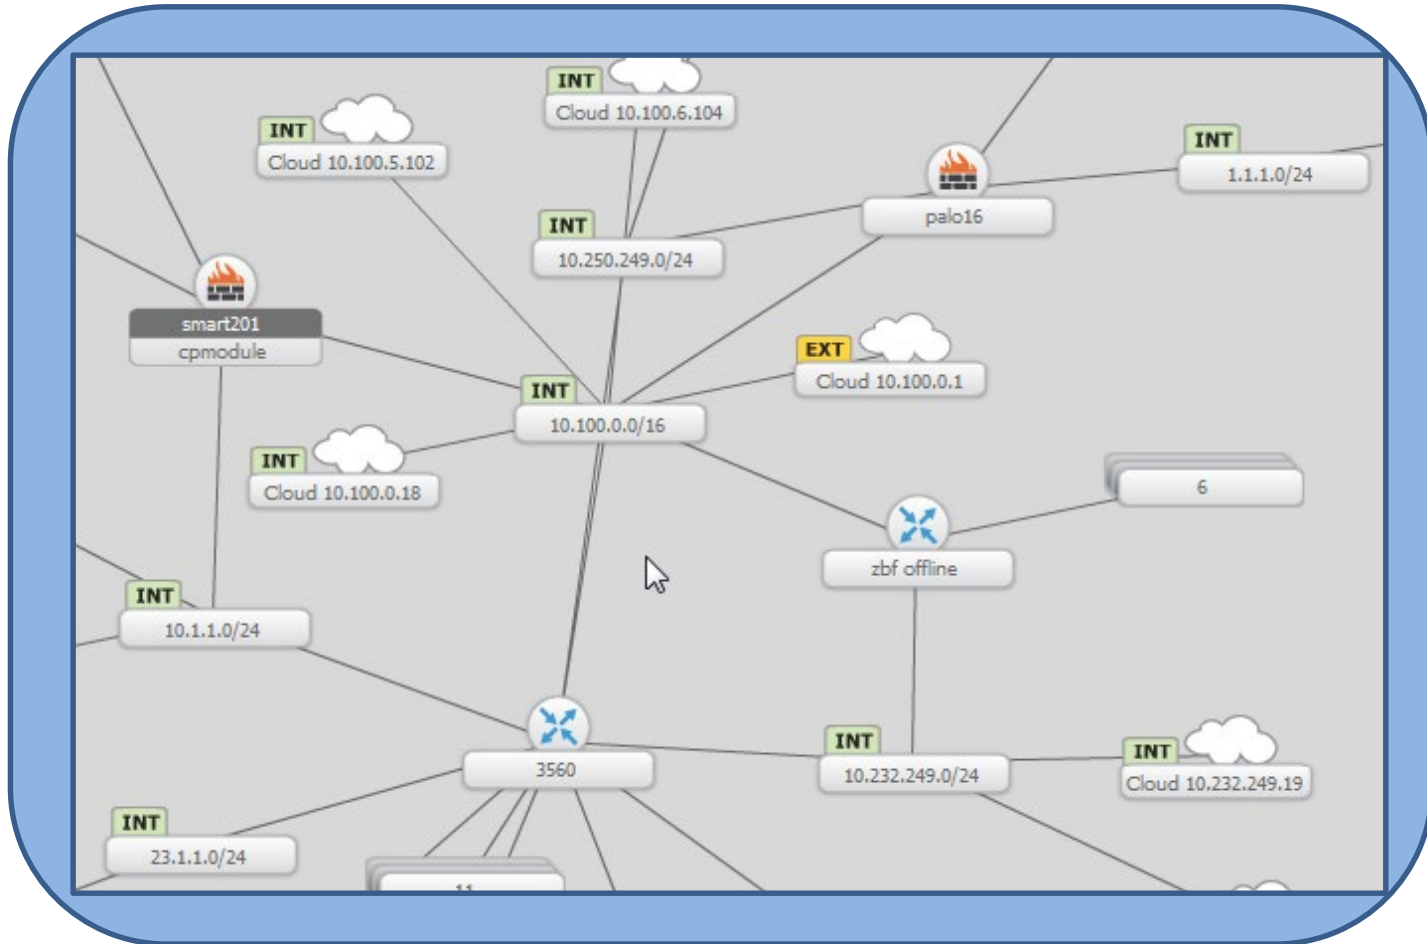 INT
Cloud 10.100.6.104
INT
Cloud 10.100.5.102
INT
1.1.1.0/24
palo16
INT
10.250.249.0/24
smart201
cpmodule
EXT
Cloud 10.100.0.1
INT
10.100.0.0/16
INT
Cloud 10.100.0.18
6
zbf offline
INT
10.1.1.0/24
3560
INT
10.232.249.0/24
INT
Cloud 10.232.249.19
INT
23.1.1.0/24
11